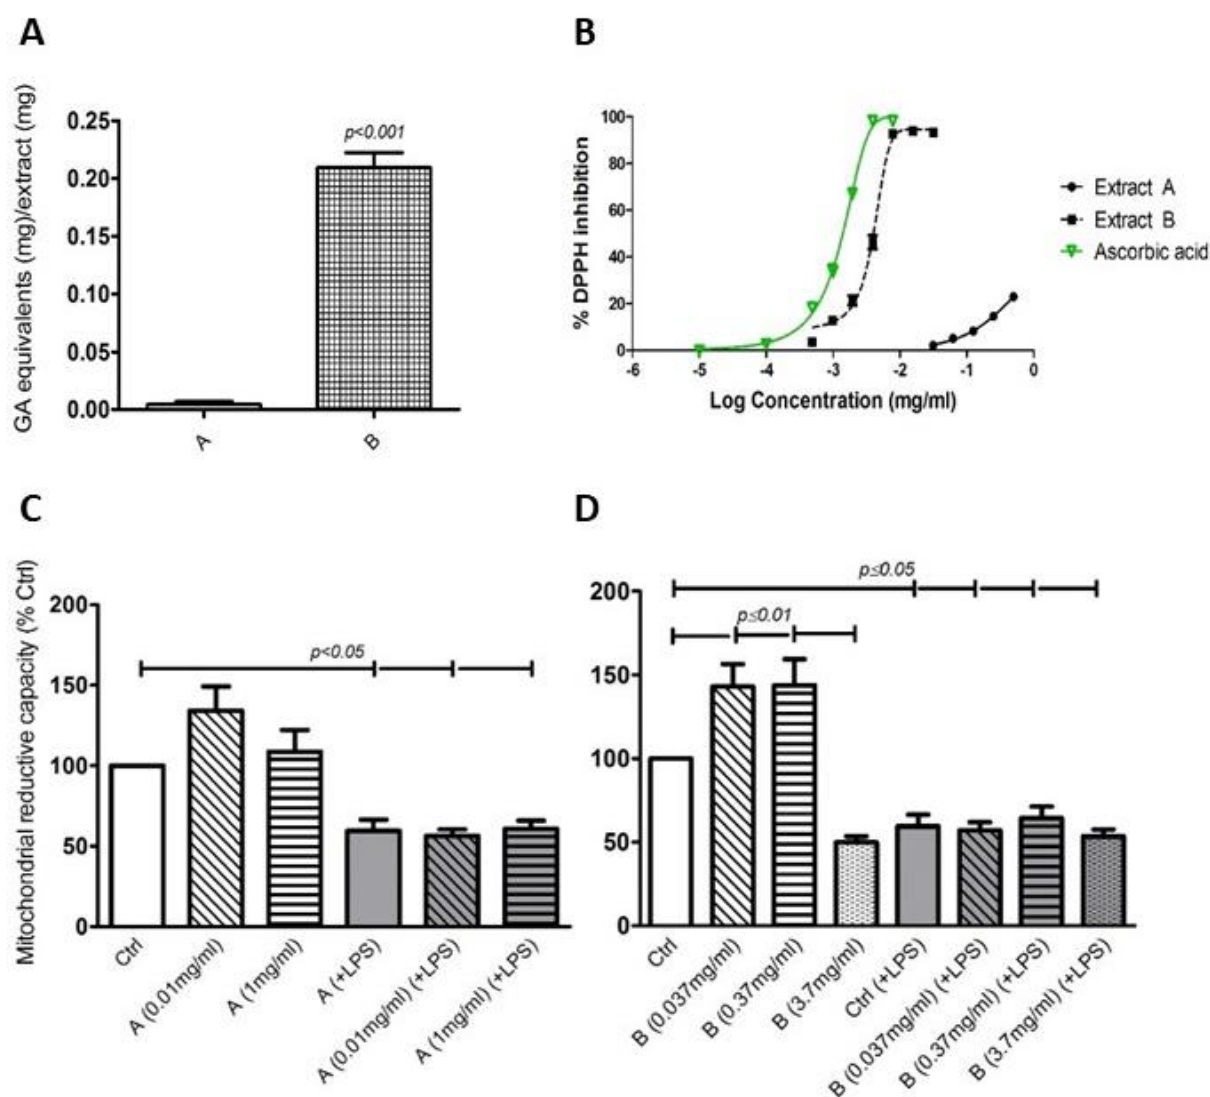 A
GA equivalents (mg)/extract (mg)
0.25
0.20
0.15
0.10
0.05
0.00
p<0.001
A
B
B
% DPPH inhibition
100
80
60
40
20
0
-6
-5
-4
-3
-2
-1
0
Log Concentration (mg/ml)
Extract A
Extract B
Ascorbic acid
C
Mitochondrial reductive capacity (% Ctrl)
200
150
100
50
0
p<0.05
Ctrl
A (0.01mg/ml)
A (1mg/ml)
A (+LPS)
A (0.01mg/ml) (+LPS)
A (1mg/ml) (+LPS)
D
200
150
100
50
0
p≤0.05
p≤0.01
Ctrl
B (0.037mg/ml)
B (0.37mg/ml)
B (3.7mg/ml)
Ctrl (+LPS)
B (0.037mg/ml) (+LPS)
B (0.37mg/ml) (+LPS)
B (3.7mg/ml) (+LPS)